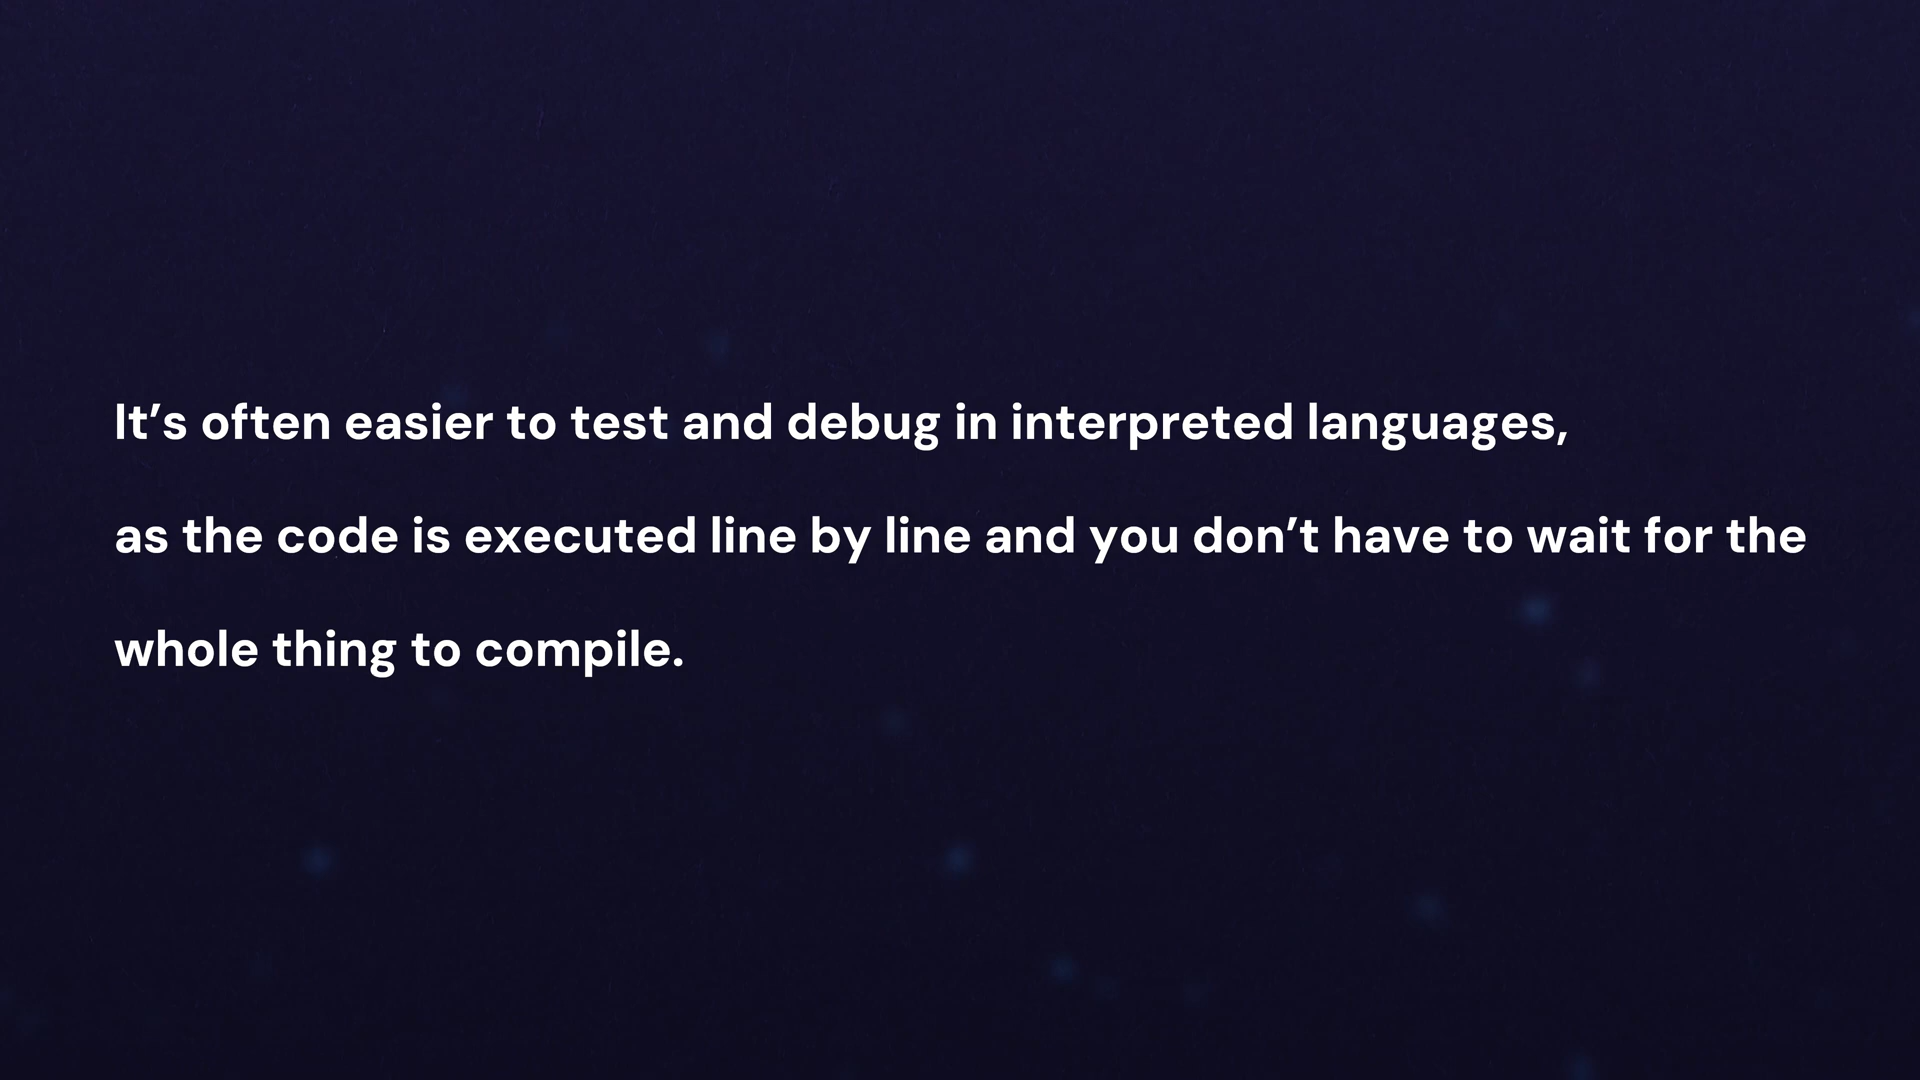 It’s often easier to test and debug in interpreted languages,
as the code is executed line by line and you don’t have to wait for the
whole thing to compile.